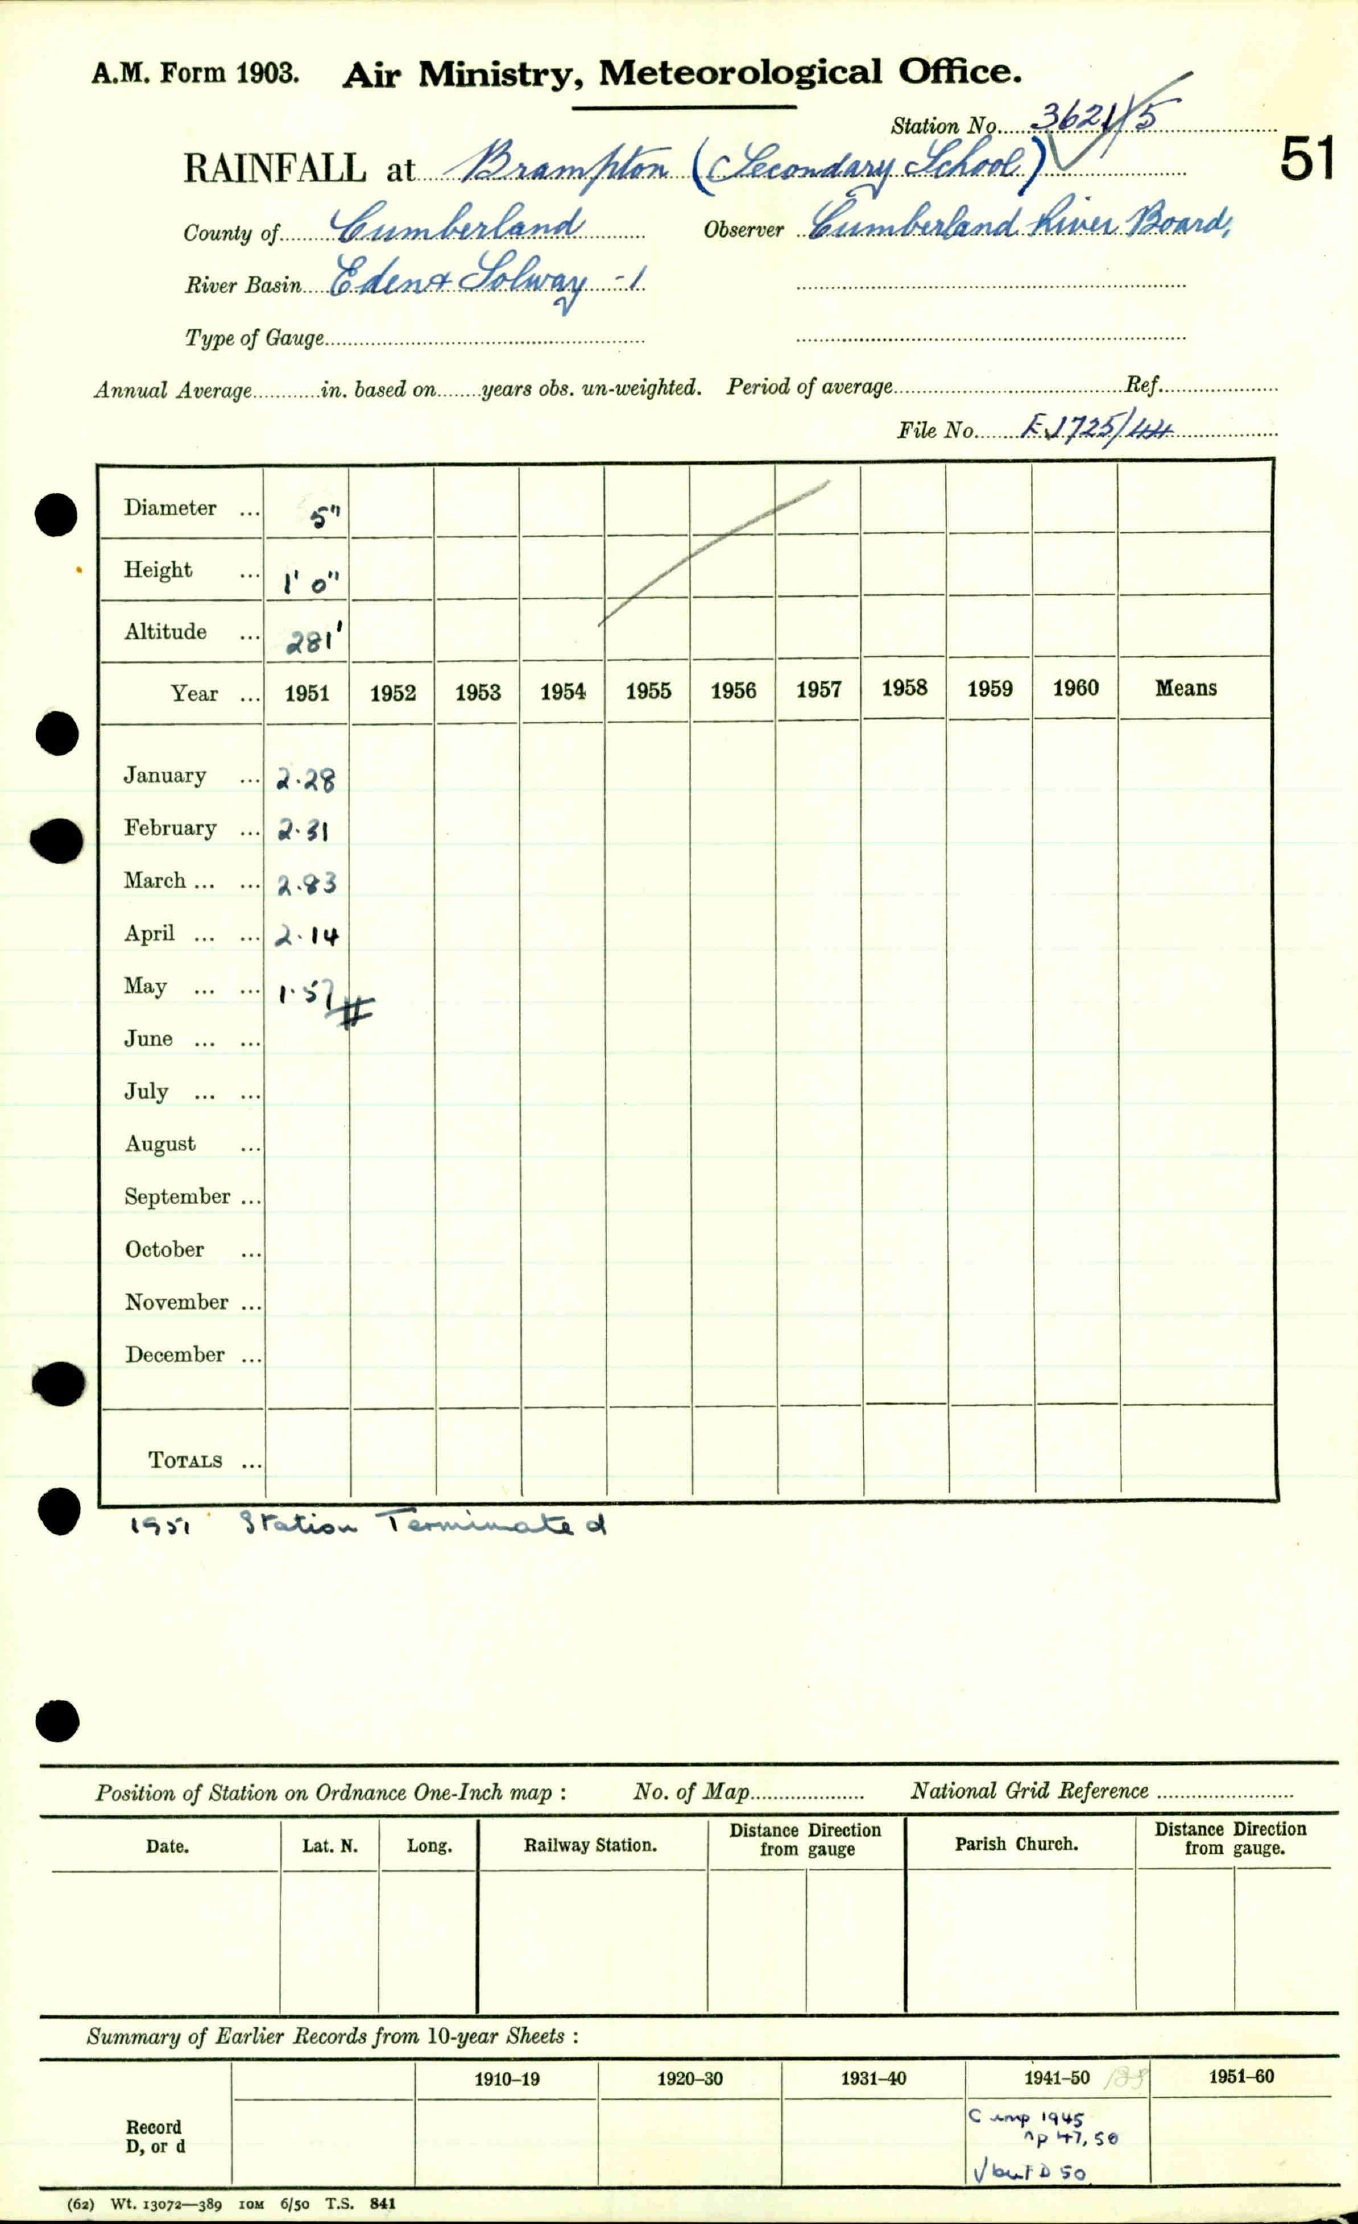 A.M. Form 1903. Air Ministry, Meteorological Office.
Station No. 3621/5
51
RAINFALL at Brampton (Secondary School)
County of Cumberland Observer Cumberland River Board,
River Basin Eden & Solway -1
Type of Gauge
Annual Average in. based on years obs. un-weighted. Period of average Ref.
File No.
Diameter ... 5"
Height ... 1' 0"
Altitude ... 281'
Year ... 1951 1952 1953 1954 1955 1956 1957 1958 1959 1960 Means
January ... 2.28
February ... 2.31
March ... ... 2.83
April ... ... 2.14
May ... ... 1.57
June ... ...
July ... ...
August ...
September ...
October ...
November ...
December ...
TOTALS ...
1951 Station Terminated
Position of Station on Ordnance One-Inch map : No. of Map National Grid Reference
Date. Lat. N. Long. Railway Station. Distance Direction from gauge Parish Church. Distance Direction from gauge.
Summary of Earlier Records from 10-year Sheets :
1910–19 1920–30 1931–40 1941–50 1951–60
Record
D, or d
1945
47, 50
√ but D 50
(62) Wt. 13072—389 10M 6/50 T.S. 841